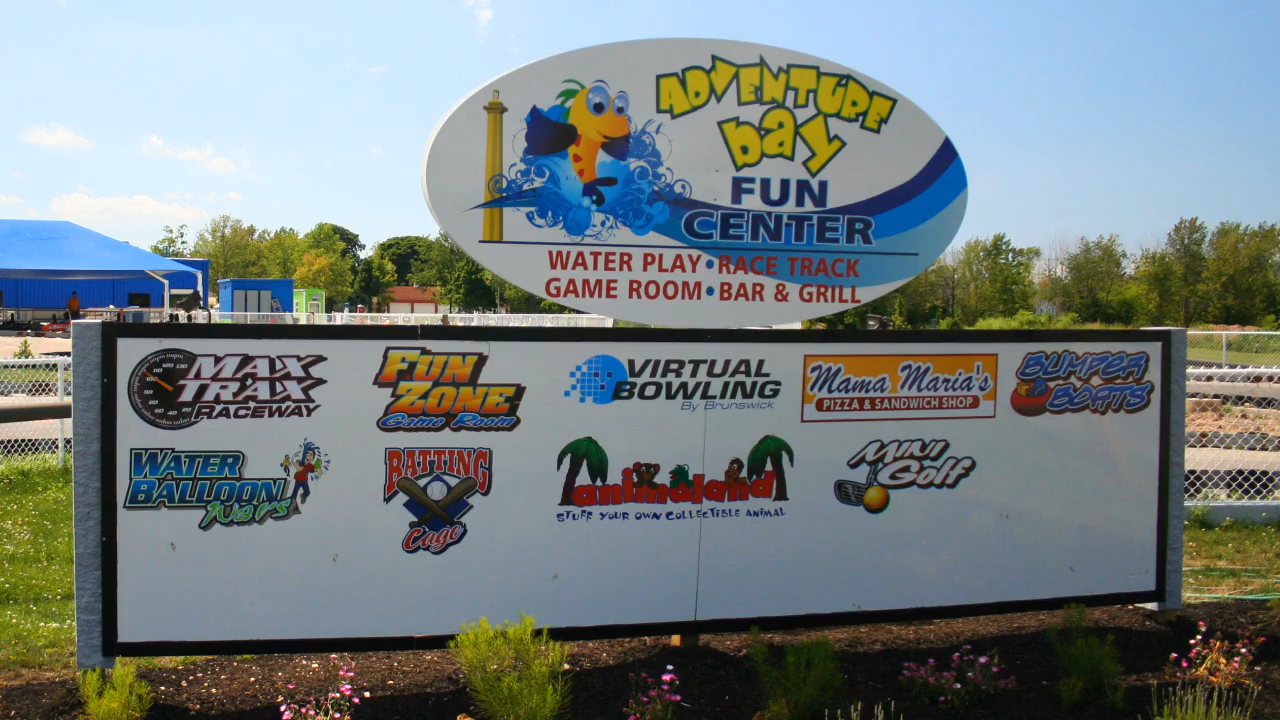 ADVENTURE
bay
FUN
CENTER
WATER PLAY • RACE TRACK
GAME ROOM • BAR & GRILL
MAX
TRAX
RACEWAY
FUN
ZONE
Game Room
VIRTUAL
BOWLING
By Brunswick
Mama Maria's
PIZZA & SANDWICH SHOP
BUMPER
BOATS
WATER
BALLOON
Wars
BATTING
Cage
animaland
STUFF YOUR OWN COLLECTIBLE ANIMAL
MINI
Golf